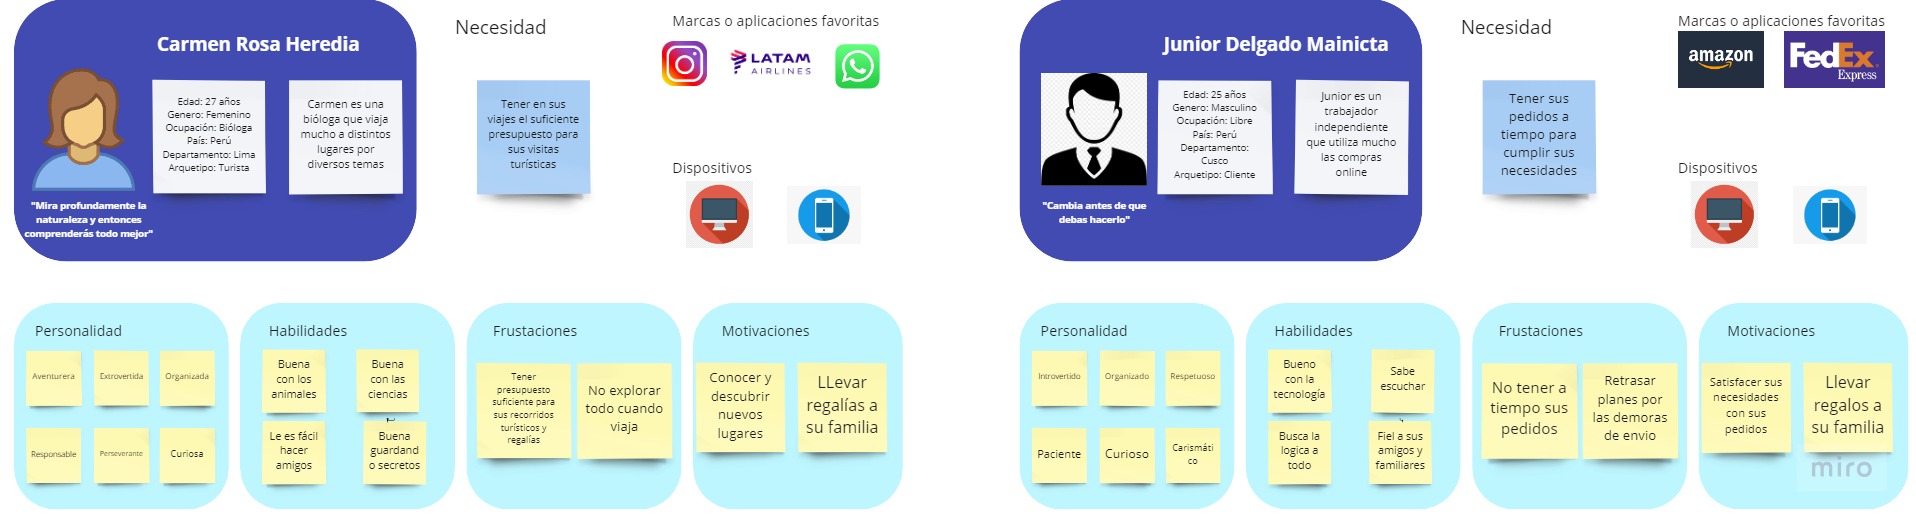 Carmen Rosa Heredia
Edad: 27 años
Genero: Femenino
Ocupación: Bióloga
País: Perú
Departamento: Lima
Arquetipo: Turista
Carmen es una
bióloga que viaja
mucho a distintos
lugares por
diversos temas
"Mira profundamente la
naturaleza y entonces
comprenderás todo mejor"
Necesidad
Tener en sus
viajes el suficiente
presupuesto para
sus visitas
turísticas
Marcas o aplicaciones favoritas
LATAM
AIRLINES
Dispositivos
Personalidad
Aventurera
Extrovertida
Organizada
Responsable
Perseverante
Curiosa
Habilidades
Buena
con los
animales
Buena
con las
ciencias
Le es fácil
hacer
amigos
Buena
guardand
o secretos
Frustaciones
Tener
presupuesto
suficiente para
sus recorridos
turísticos y
regalías
No explorar
todo cuando
viaja
Motivaciones
Conocer y
descubrir
nuevos
lugares
LLevar
regalías a
su familia
Junior Delgado Mainicta
Edad: 25 años
Genero: Masculino
Ocupación: Libre
País: Perú
Departamento:
Cusco
Arquetipo: Cliente
Junior es un
trabajador
independiente
que utiliza mucho
las compras
online
"Cambia antes de que
debas hacerlo"
Necesidad
Tener sus
pedidos a
tiempo para
cumplir sus
necesidades
Marcas o aplicaciones favoritas
amazon
FedEx
Express
Dispositivos
Personalidad
Introvertido
Organizado
Respetuoso
Paciente
Curioso
Carismáti
co
Habilidades
Bueno
con la
tecnología
Sabe
escuchar
Busca la
logica a
todo
Fiel a sus
amigos y
familiares
Frustaciones
No tener a
tiempo sus
pedidos
Retrasar
planes por
las demoras
de envio
Motivaciones
Satisfacer sus
necesidades
con sus
pedidos
Llevar
regalos a
su familia
miro